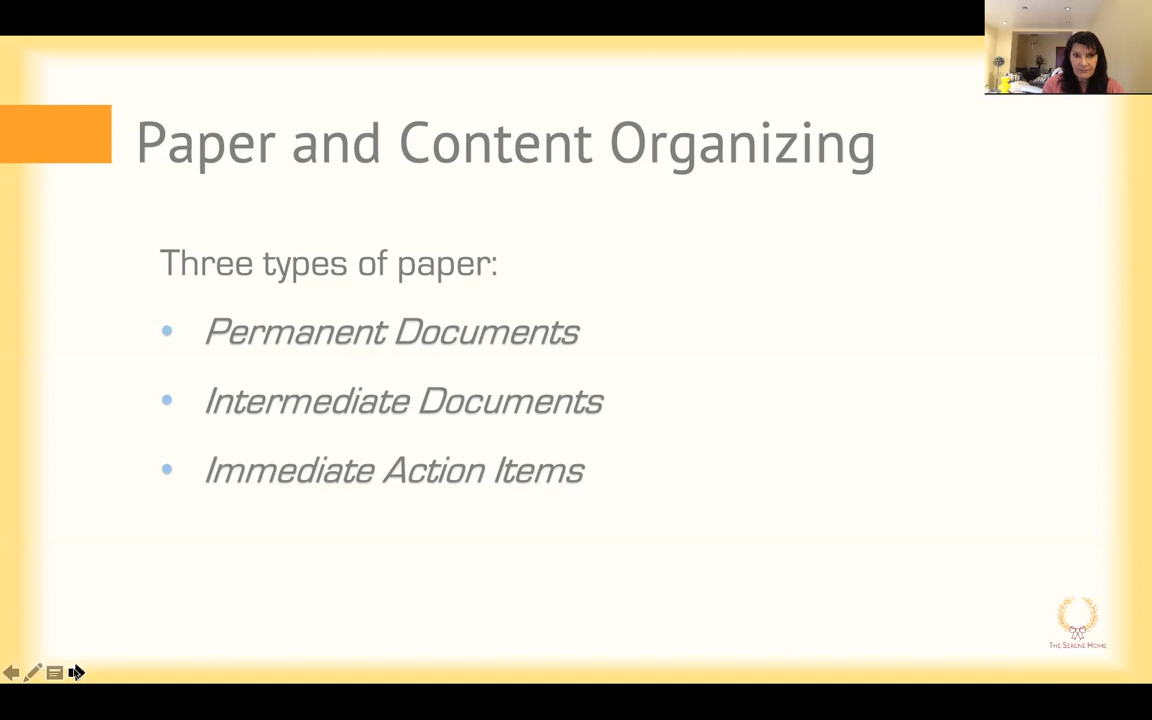 Paper and Content Organizing
Three types of paper:
• Permanent Documents
• Intermediate Documents
• Immediate Action Items
THE SERENE HOME